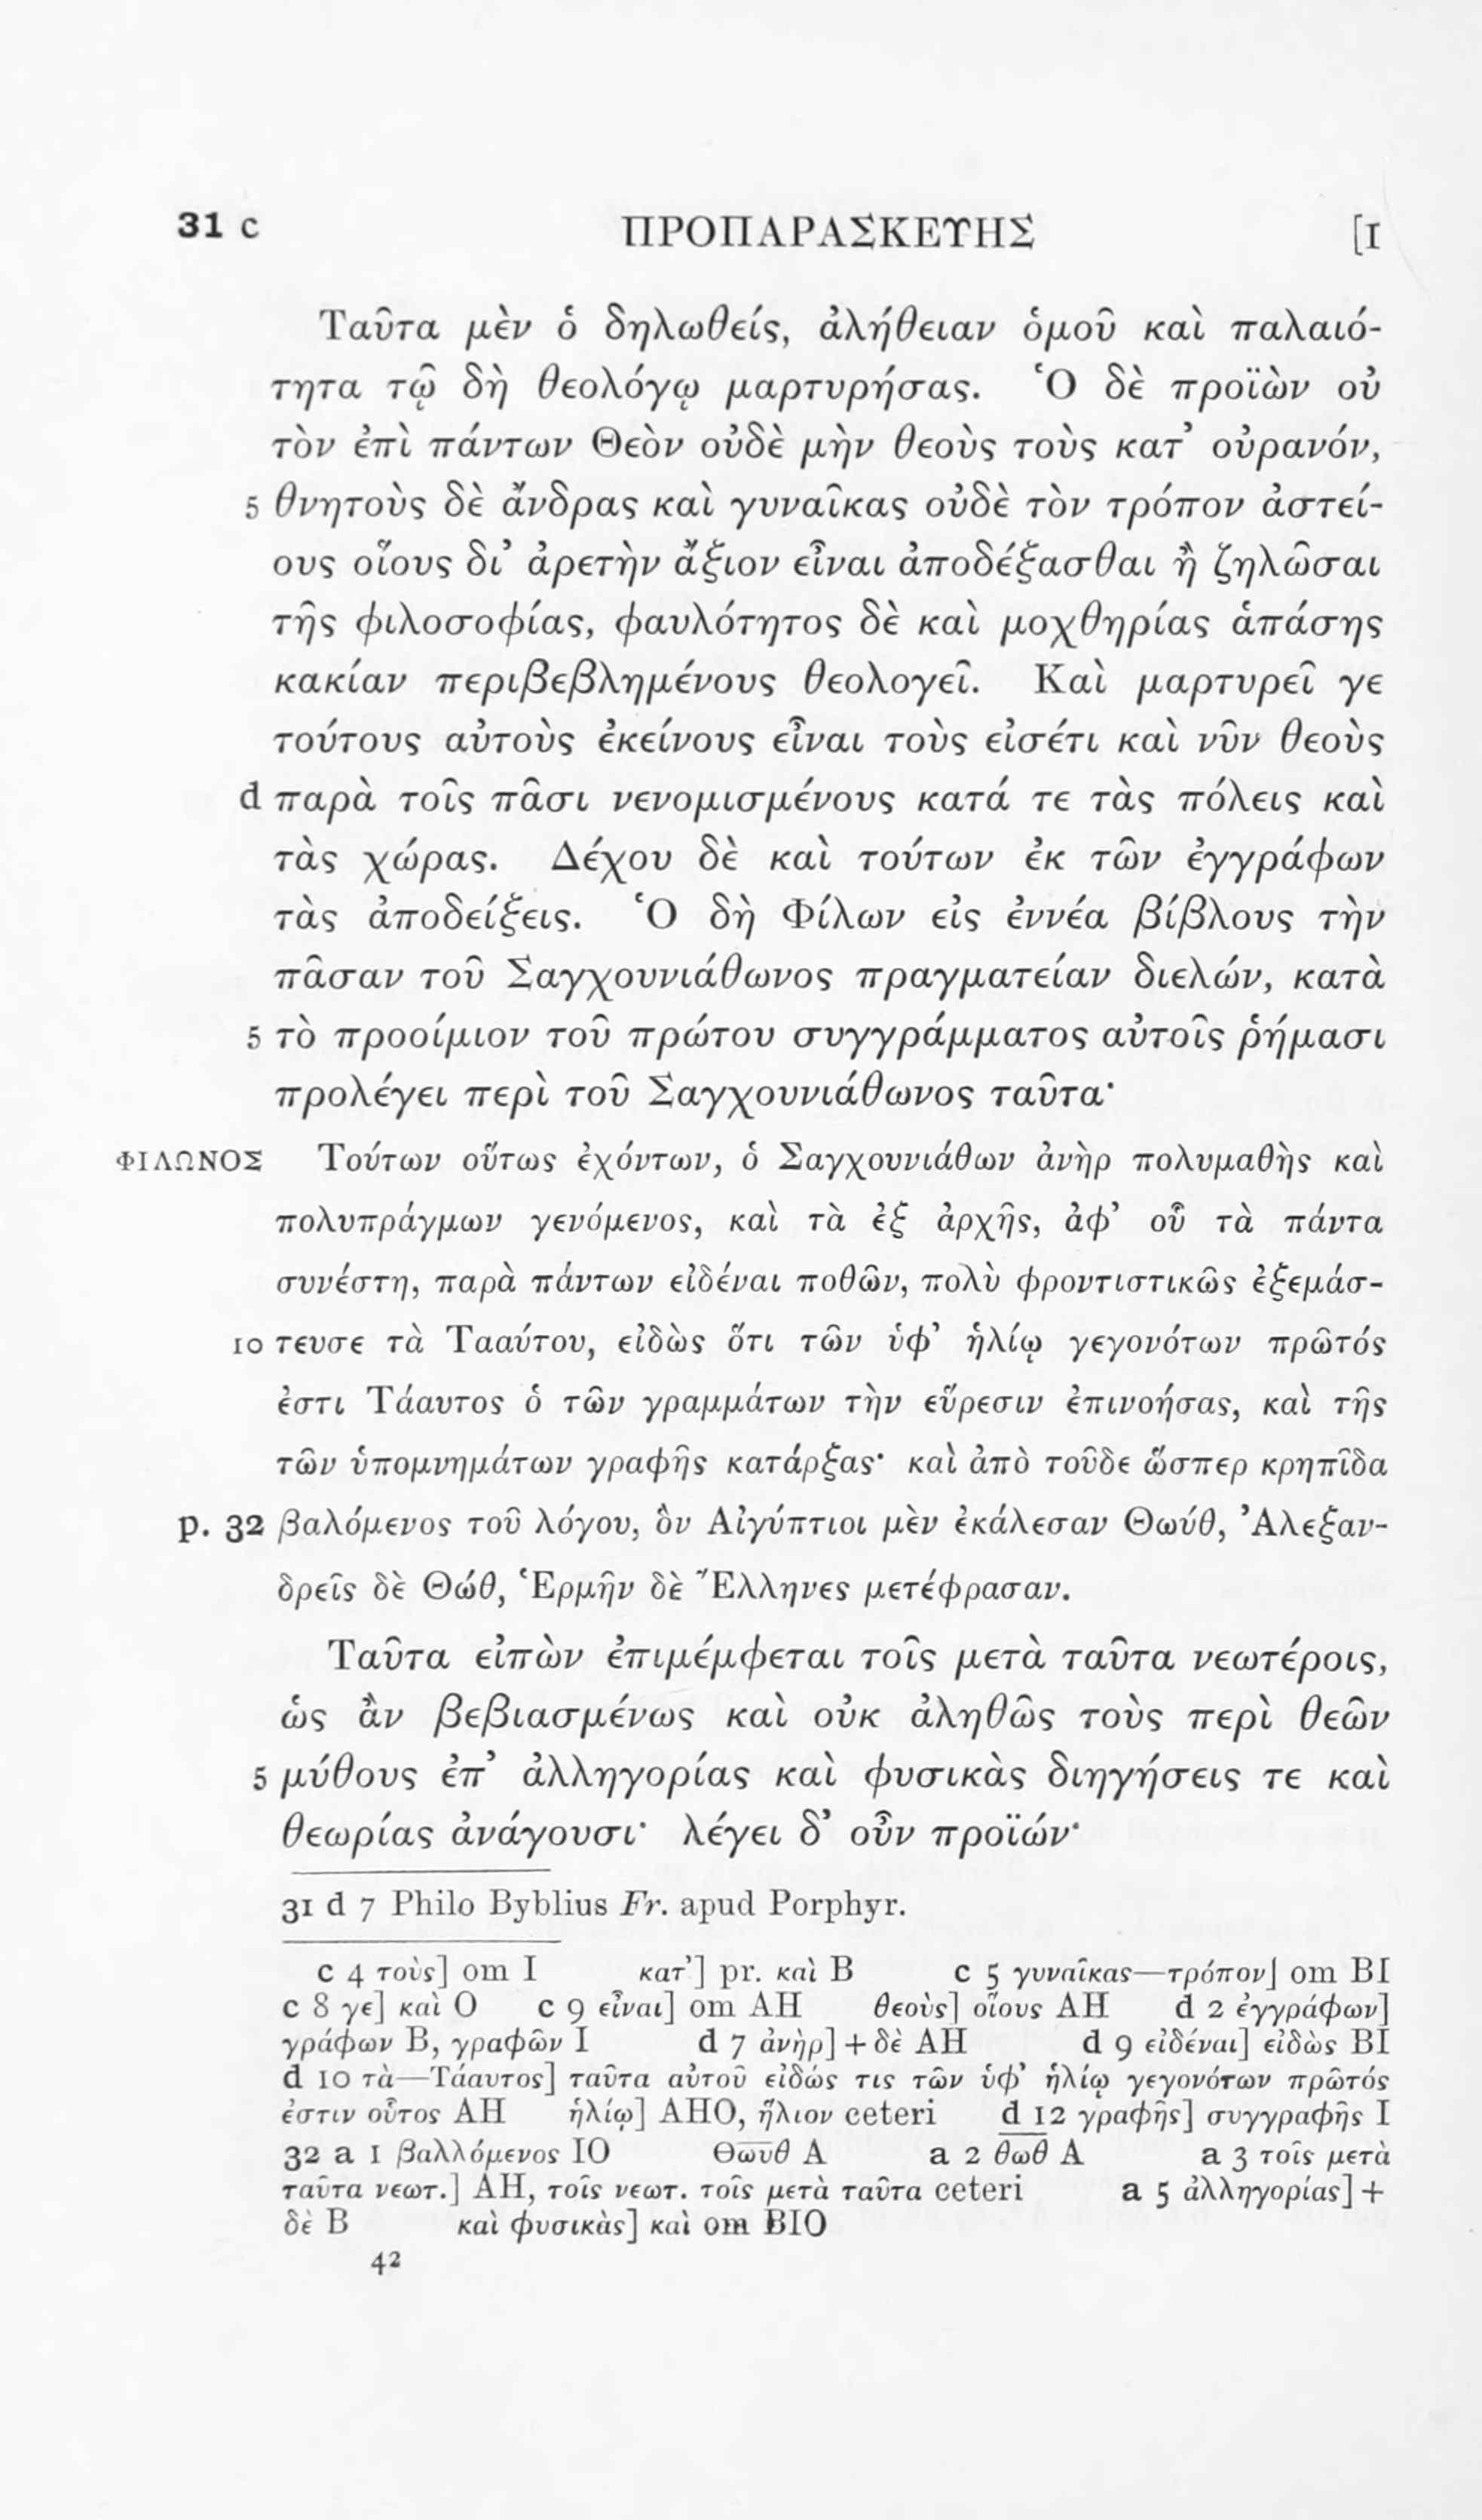 31 c ΠΡΟΠΑΡΑΣΚΕΥΗΣ [I
Ταῦτα μὲν ὁ δηλωθείς, ἀλήθειαν ὁμοῦ καὶ παλαιό-
τητα τῷ δὴ θεολόγῳ μαρτυρήσας. Ὁ δὲ προϊὼν οὐ
τὸν ἐπὶ πάντων Θεὸν οὐδὲ μὴν θεοὺς τοὺς κατ’ οὐρανόν,
5 θνητοὺς δὲ ἄνδρας καὶ γυναῖκας οὐδὲ τὸν τρόπον ἀστεί-
ους οἵους δι’ ἀρετὴν ἄξιον εἶναι ἀποδέξασθαι ἢ ζηλῶσαι
τῆς φιλοσοφίας, φαυλότητος δὲ καὶ μοχθηρίας ἁπάσης
κακίαν περιβεβλημένους θεολογεῖ. Καὶ μαρτυρεῖ γε
τούτους αὐτοὺς ἐκείνους εἶναι τοὺς εἰσέτι καὶ νῦν θεοὺς
d παρὰ τοῖς πᾶσι νενομισμένους κατά τε τὰς πόλεις καὶ
τὰς χώρας. Δέχου δὲ καὶ τούτων ἐκ τῶν ἐγγράφων
τὰς ἀποδείξεις. Ὁ δὴ Φίλων εἰς ἐννέα βίβλους τὴν
πᾶσαν τοῦ Σαγχουνιάθωνος πραγματείαν διελών, κατὰ
5 τὸ προοίμιον τοῦ πρώτου συγγράμματος αὐτοῖς ῥήμασι
προλέγει περὶ τοῦ Σαγχουνιάθωνος ταῦτα·
ΦΙΛΩΝΟΣ Τούτων οὕτως ἐχόντων, ὁ Σαγχουνιάθων ἀνὴρ πολυμαθὴς καὶ
πολυπράγμων γενόμενος, καὶ τὰ ἐξ ἀρχῆς, ἀφ’ οὗ τὰ πάντα
συνέστη, παρὰ πάντων εἰδέναι ποθῶν, πολὺ φροντιστικῶς ἐξεμάσ-
10 τευσε τὰ Τααύτου, εἰδὼς ὅτι τῶν ὑφ’ ἡλίῳ γεγονότων πρῶτός
ἐστι Τάαυτος ὁ τῶν γραμμάτων τὴν εὕρεσιν ἐπινοήσας, καὶ τῆς
τῶν ὑπομνημάτων γραφῆς κατάρξας· καὶ ἀπὸ τοῦδε ὥσπερ κρηπῖδα
p. 32 βαλόμενος τοῦ λόγου, ὃν Αἰγύπτιοι μὲν ἐκάλεσαν Θωύθ, Ἀλεξαν-
δρεῖς δὲ Θώθ, Ἑρμῆν δὲ Ἕλληνες μετέφρασαν.
Ταῦτα εἰπὼν ἐπιμέμφεται τοῖς μετὰ ταῦτα νεωτέροις,
ὡς ἂν βεβιασμένως καὶ οὐκ ἀληθῶς τοὺς περὶ θεῶν
5 μύθους ἐπ’ ἀλληγορίας καὶ φυσικὰς διηγήσεις τε καὶ
θεωρίας ἀνάγουσι· λέγει δ’ οὖν προϊών·
31 d 7 Philo Byblius Fr. apud Porphyr.
c 4 τοὺς] om I κατ’] pr. καὶ B c 5 γυναῖκας—τρόπον] om BI
c 8 γε] καὶ O c 9 εἶναι] om AH θεοὺς] οἵους AH d 2 ἐγγράφων]
γράφων B, γραφῶν I d 7 ἀνὴρ] + δὲ AH d 9 εἰδέναι] εἰδὼς BI
d 10 τὰ—Τάαυτος] ταῦτα αὐτοῦ εἰδώς τις τῶν ὑφ’ ἡλίῳ γεγονότων πρῶτός
ἐστιν οὗτος AH ἡλίῳ] AHO, ἥλιον ceteri d 12 γραφῆς] συγγραφῆς I
32 a 1 βαλλόμενος IO Θωυθ A a 2 θωθ A a 3 τοῖς μετὰ
ταῦτα νεωτ.] AH, τοῖς νεωτ. τοῖς μετὰ ταῦτα ceteri a 5 ἀλληγορίας] +
δὲ B καὶ φυσικὰς] καὶ om BIO
42